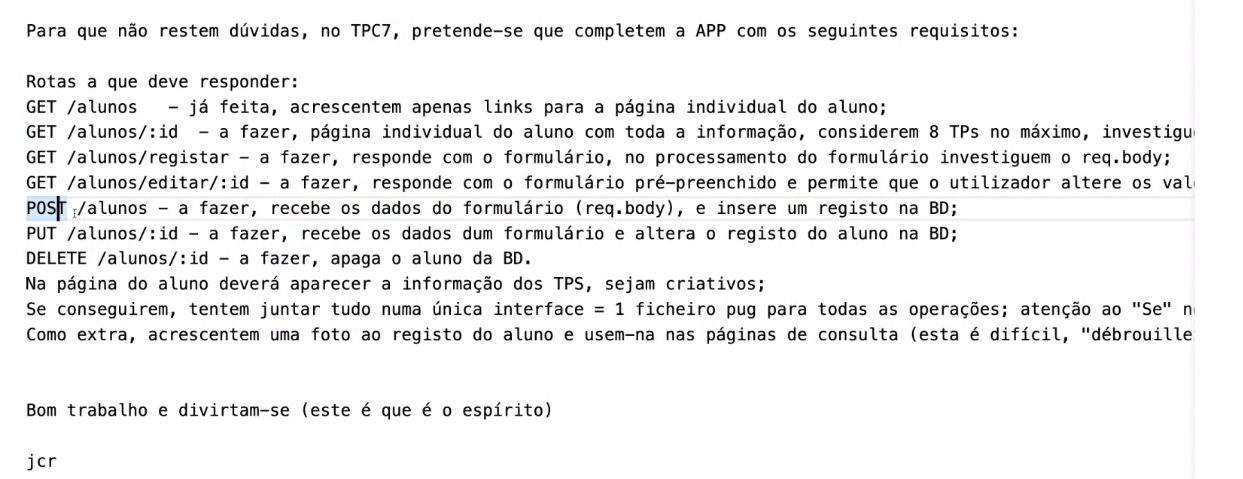 Para que não restem dúvidas, no TPC7, pretende-se que completem a APP com os seguintes requisitos:
Rotas a que deve responder:
GET /alunos - já feita, acrescentem apenas links para a página individual do aluno;
GET /alunos/:id - a fazer, página individual do aluno com toda a informação, considerem 8 TPs no máximo,
GET /alunos/registar - a fazer, responde com o formulário, no processamento do formulário investiguem o req.body;
GET /alunos/editar/:id - a fazer, responde com o formulário pré-preenchido e permite que o utilizador altere os
POST /alunos - a fazer, recebe os dados do formulário (req.body), e insere um registo na BD;
PUT /alunos/:id - a fazer, recebe os dados dum formulário e altera o registo do aluno na BD;
DELETE /alunos/:id - a fazer, apaga o aluno da BD.
Na página do aluno deverá aparecer a informação dos TPS, sejam criativos;
Se conseguirem, tentem juntar tudo numa única interface = 1 ficheiro pug para todas as operações; atenção ao "Se"
Como extra, acrescentem uma foto ao registo do aluno e usem-na nas páginas de consulta (esta é difícil,
Bom trabalho e divirtam-se (este é que é o espírito)
jcr